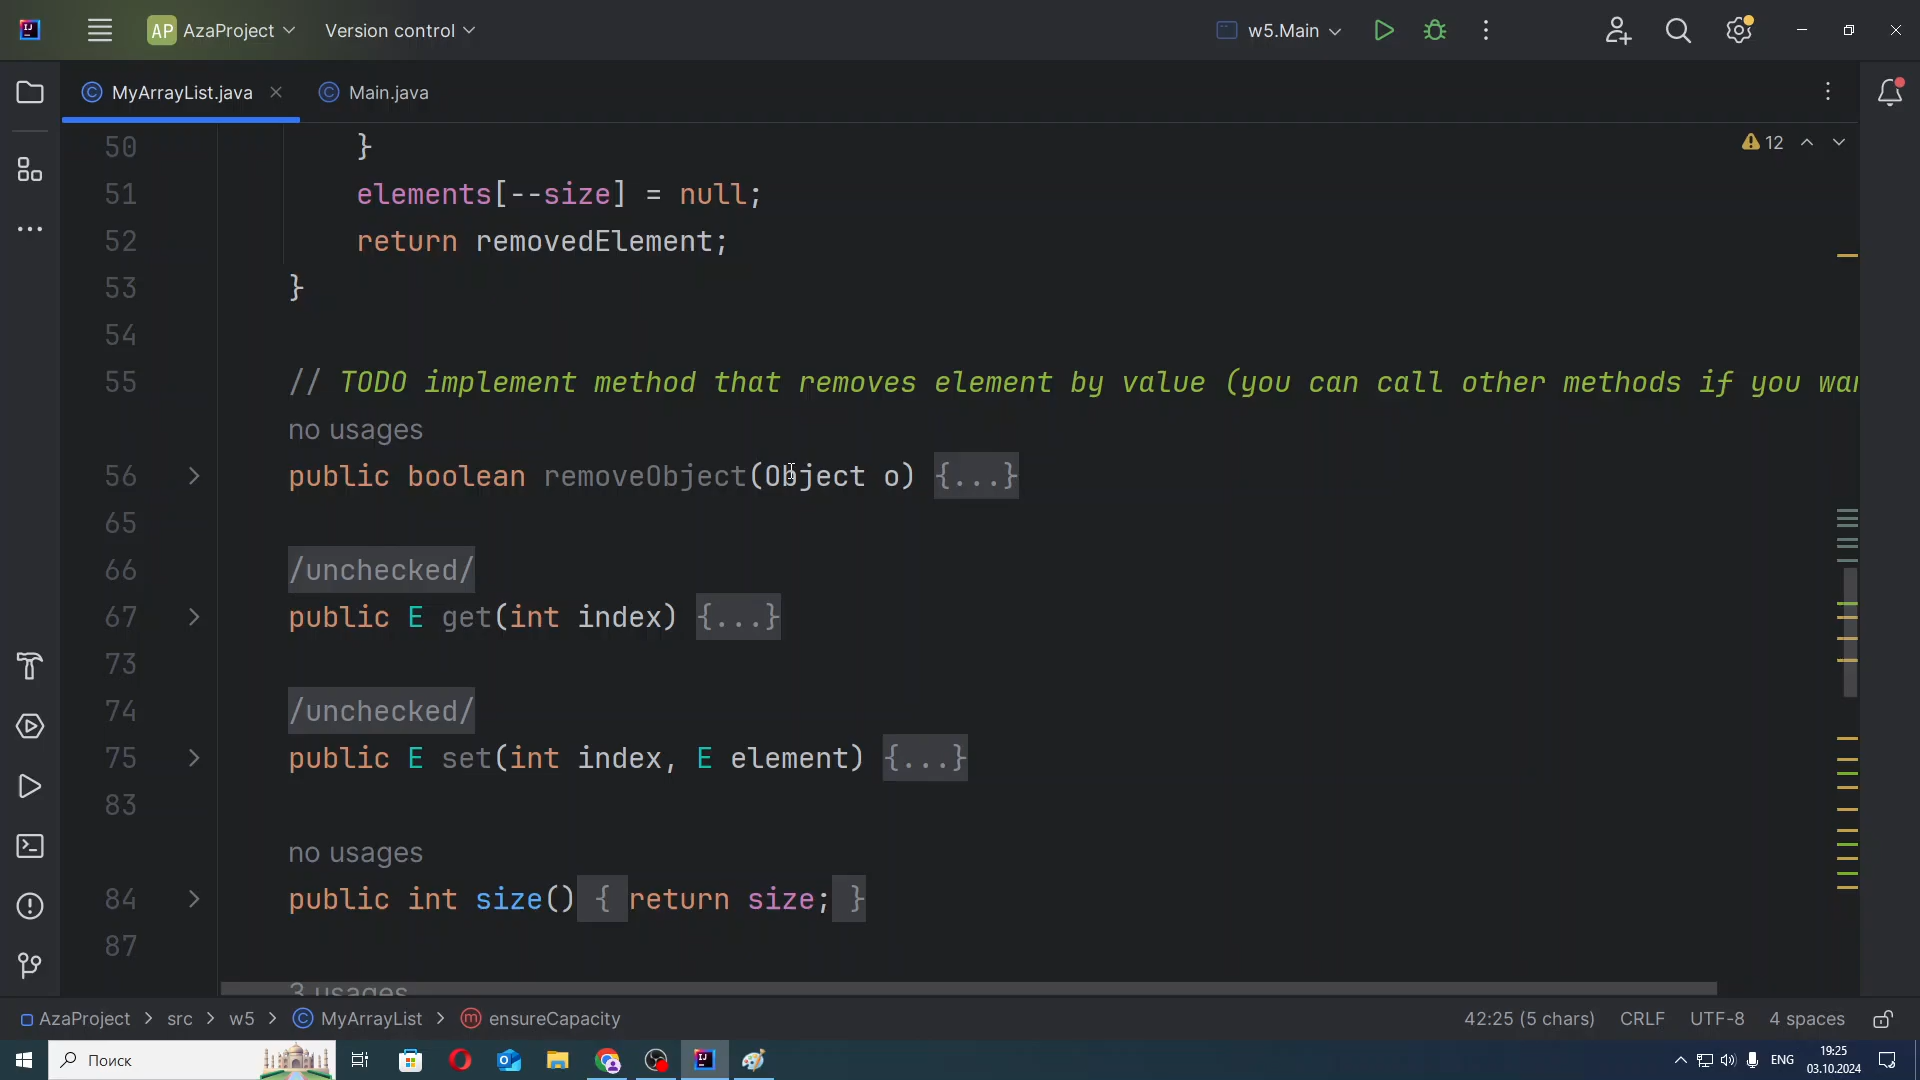 AP AzaProject Version control w5.Main
MyArrayList.java Main.java
50 }
12
51 elements[--size] = null;
52 return removedElement;
53 }
54
55 // TODO implement method that removes element by value (you can call other methods if you
no usages
56 public boolean removeObject(Object o) {...}
65
66 /unchecked/
67 public E get(int index) {...}
73
74 /unchecked/
75 public E set(int index, E element) {...}
83
no usages
84 public int size() { return size; }
87
3 usages
AzaProject > src > w5 > MyArrayList > ensureCapacity 42:25 (5 chars) CRLF UTF-8 4 spaces
Поиск ENG 19:25
03.10.2024